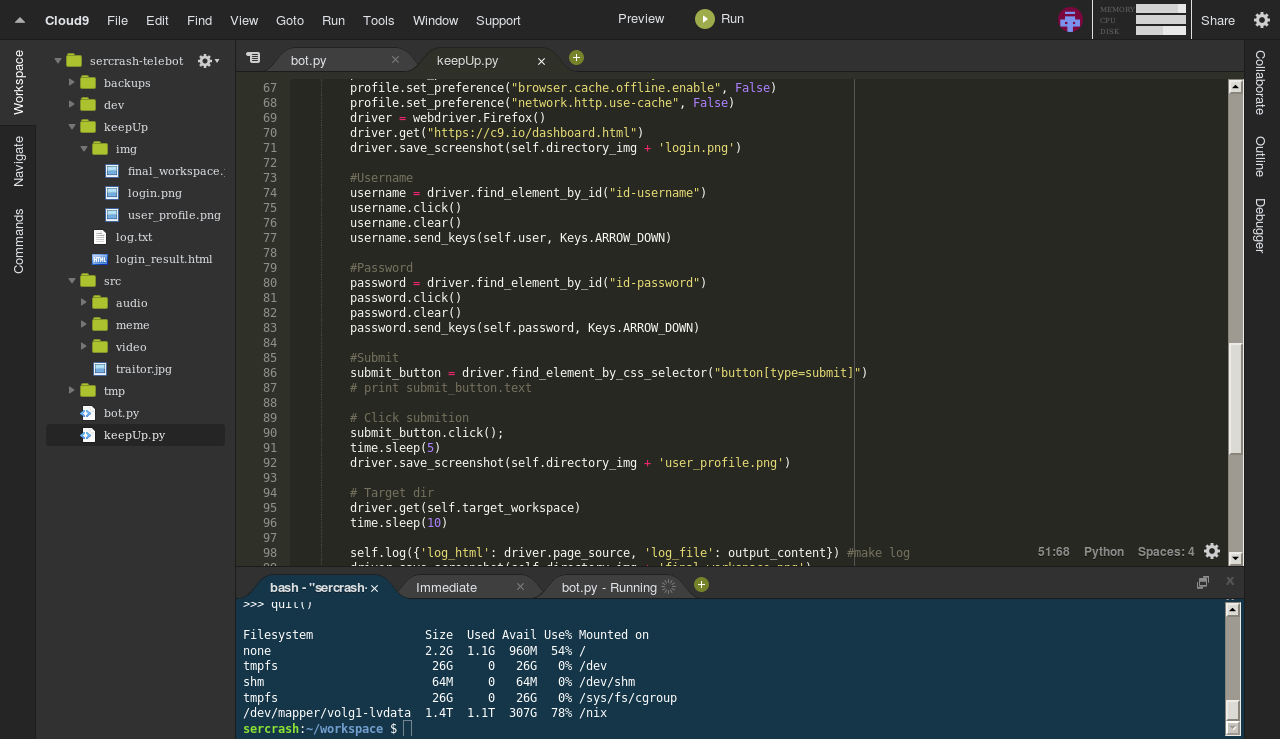 Cloud9 File Edit Find View Goto Run Tools Window Support Preview Run MEMORY CPU DISK Share
Workspace
Navigate
Commands
sercrash-telebot
backups
dev
keepUp
img
final_workspace.
login.png
user_profile.png
log.txt
login_result.html
src
audio
meme
video
traitor.jpg
tmp
bot.py
keepUp.py
bot.py keepUp.py
67 profile.set_preference("browser.cache.offline.enable", False)
68 profile.set_preference("network.http.use-cache", False)
69 driver = webdriver.Firefox()
70 driver.get("https://c9.io/dashboard.html")
71 driver.save_screenshot(self.directory_img + 'login.png')
72
73 #Username
74 username = driver.find_element_by_id("id-username")
75 username.click()
76 username.clear()
77 username.send_keys(self.user, Keys.ARROW_DOWN)
78
79 #Password
80 password = driver.find_element_by_id("id-password")
81 password.click()
82 password.clear()
83 password.send_keys(self.password, Keys.ARROW_DOWN)
84
85 #Submit
86 submit_button = driver.find_element_by_css_selector("button[type=submit]")
87 # print submit_button.text
88
89 # Click submition
90 submit_button.click();
91 time.sleep(5)
92 driver.save_screenshot(self.directory_img + 'user_profile.png')
93
94 # Target dir
95 driver.get(self.target_workspace)
96 time.sleep(10)
97
98 self.log({'log_html': driver.page_source, 'log_file': output_content}) #make log
99 driver.save_screenshot(self.directory_img + 'final_workspace.png')
51:68 Python Spaces: 4
Collaborate
Outline
Debugger
bash - "sercrash- Immediate bot.py - Running
>>> quit()
Filesystem Size Used Avail Use% Mounted on
none 2.2G 1.1G 960M 54% /
tmpfs 26G 0 26G 0% /dev
shm 64M 0 64M 0% /dev/shm
tmpfs 26G 0 26G 0% /sys/fs/cgroup
/dev/mapper/volg1-lvdata 1.4T 1.1T 307G 78% /nix
sercrash:~/workspace $